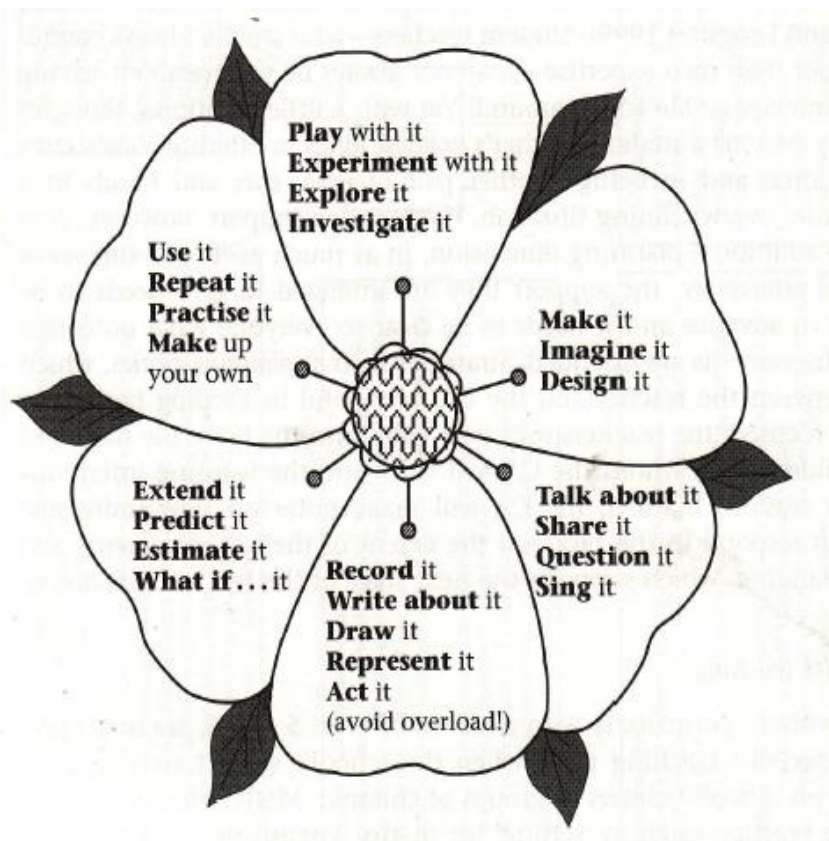 Play with it
Experiment with it
Explore it
Investigate it
Use it
Repeat it
Practise it
Make up
your own
Make it
Imagine it
Design it
Extend it
Predict it
Estimate it
What if...it
Talk about it
Share it
Question it
Sing it
Record it
Write about it
Draw it
Represent it
Act it
(avoid overload!)